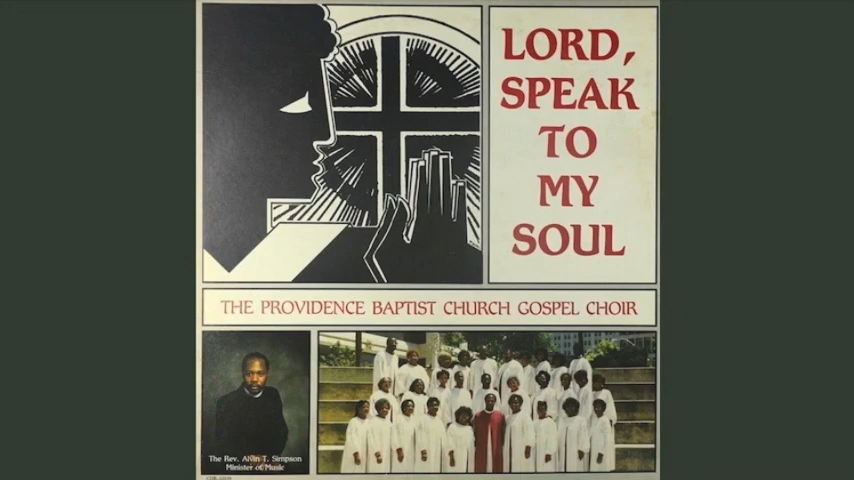 LORD,
SPEAK
TO
MY
SOUL
THE PROVIDENCE BAPTIST CHURCH GOSPEL CHOIR
The Rev. Alvin T. Simpson
Minister of Music